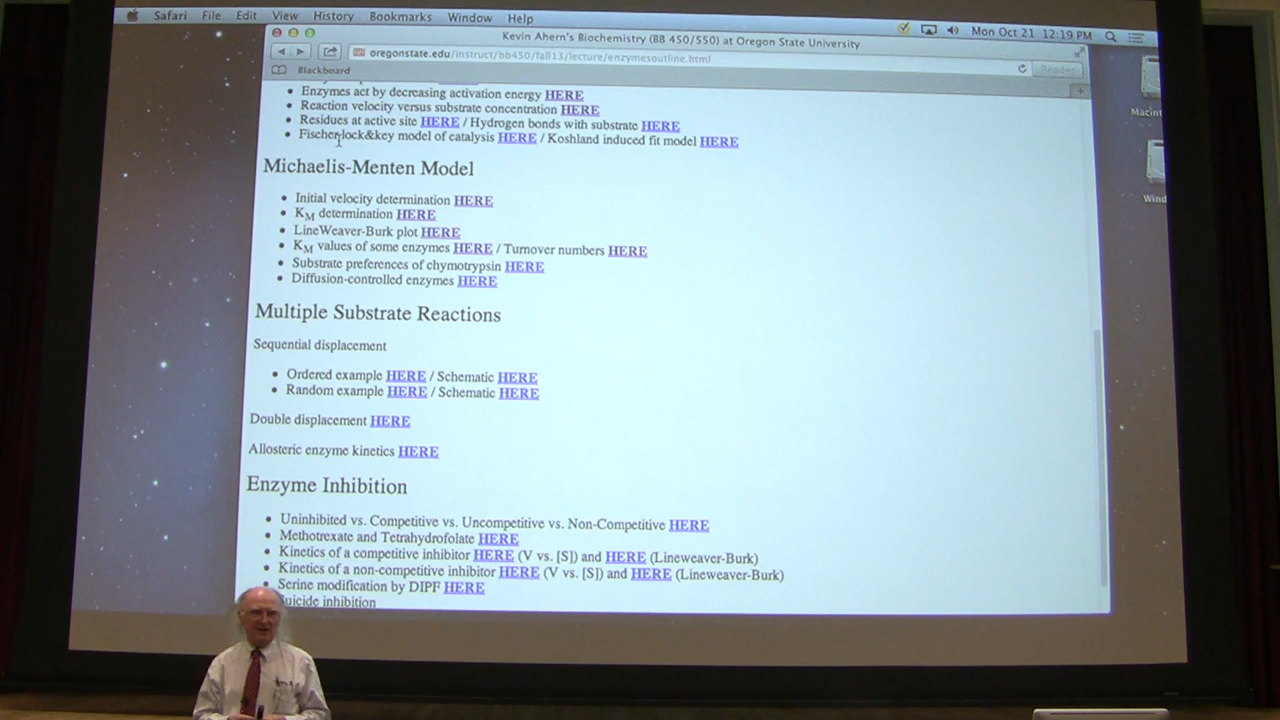 Safari File Edit View History Bookmarks Window Help Mon Oct 21 12:19 PM
Kevin Ahern's Biochemistry (BB 450/550) at Oregon State University
oregonstate.edu/instruct/bb450/fall13/lecture/enzymesoutline.html Reader
Blackboard
Enzymes act by decreasing activation energy HERE
Reaction velocity versus substrate concentration HERE
Residues at active site HERE / Hydrogen bonds with substrate HERE
Fischer lock&key model of catalysis HERE / Koshland induced fit model HERE
Macint
Michaelis-Menten Model
Wind
Initial velocity determination HERE
KM determination HERE
LineWeaver-Burk plot HERE
KM values of some enzymes HERE / Turnover numbers HERE
Substrate preferences of chymotrypsin HERE
Diffusion-controlled enzymes HERE
Multiple Substrate Reactions
Sequential displacement
Ordered example HERE / Schematic HERE
Random example HERE / Schematic HERE
Double displacement HERE
Allosteric enzyme kinetics HERE
Enzyme Inhibition
Uninhibited vs. Competitive vs. Uncompetitive vs. Non-Competitive HERE
Methotrexate and Tetrahydrofolate HERE
Kinetics of a competitive inhibitor HERE (V vs. [S]) and HERE (Lineweaver-Burk)
Kinetics of a non-competitive inhibitor HERE (V vs. [S]) and HERE (Lineweaver-Burk)
Serine modification by DIPF HERE
Suicide inhibition